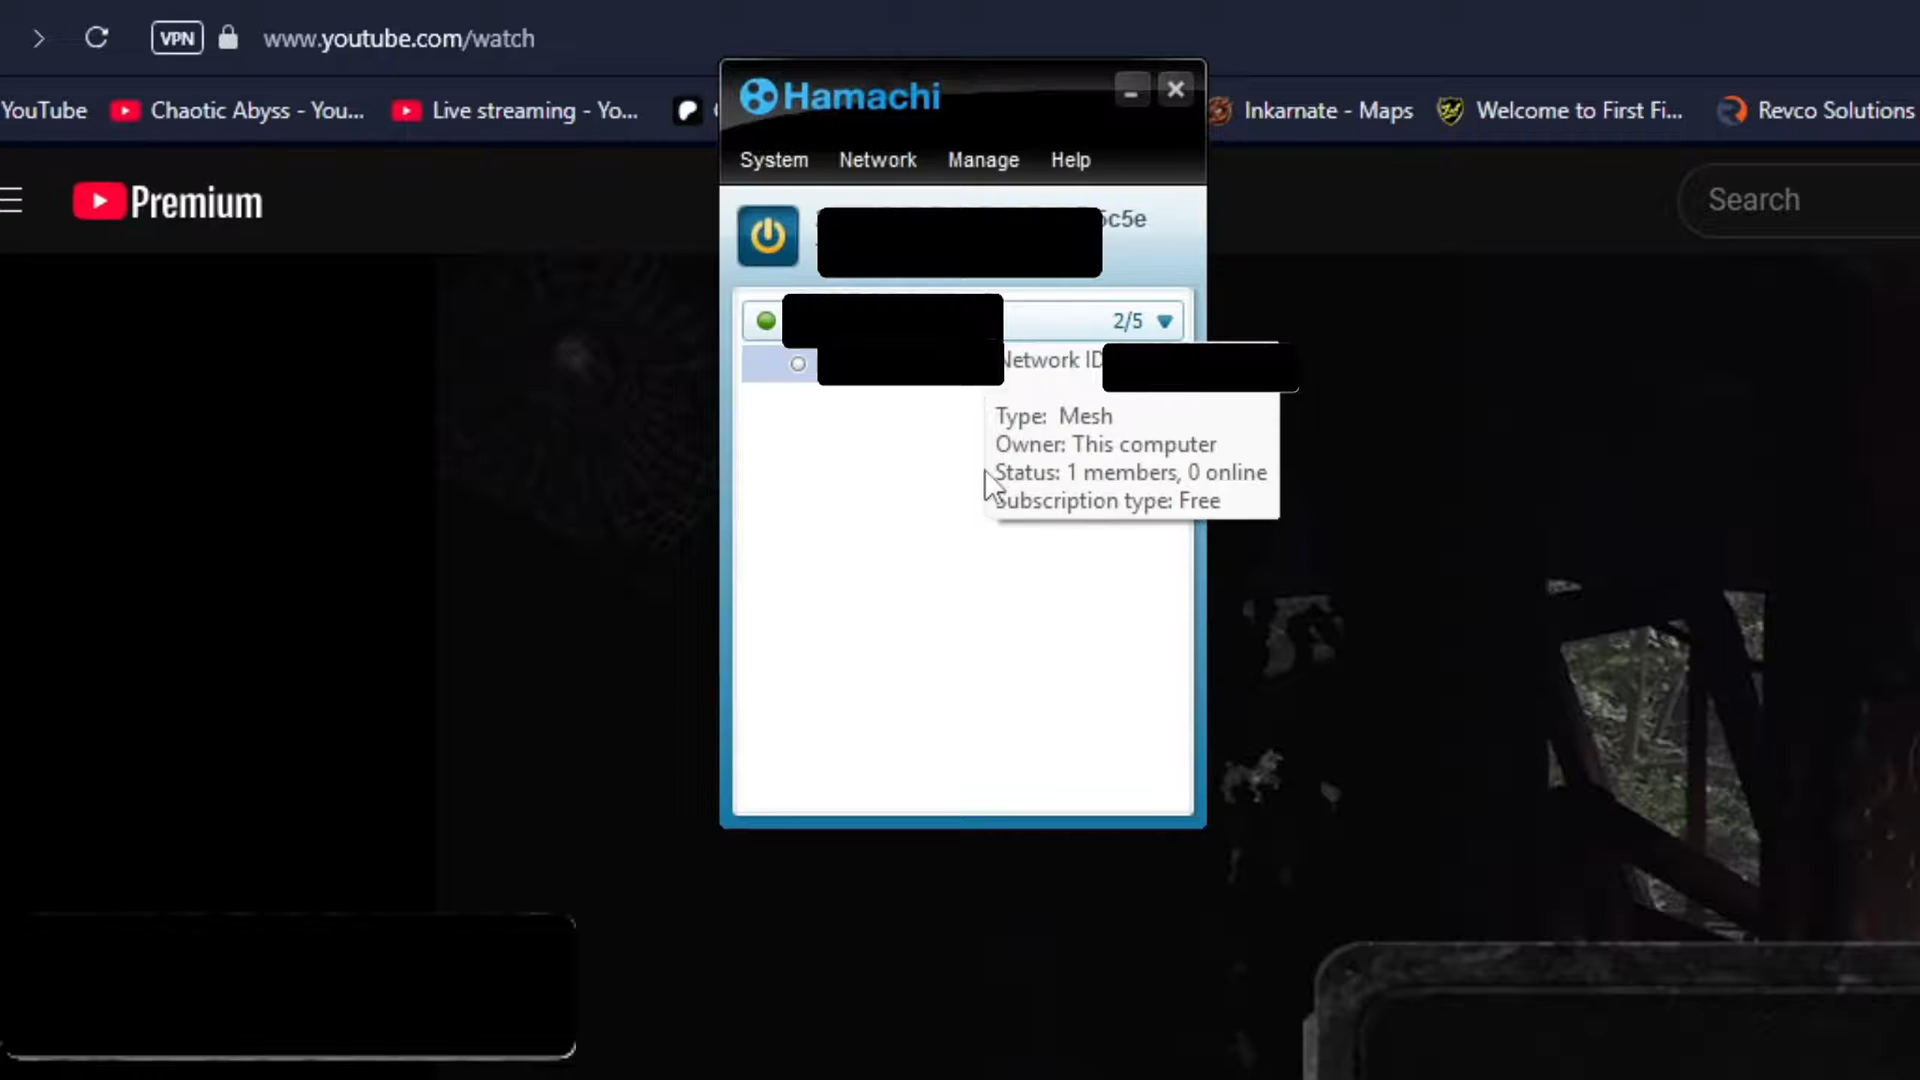 VPN www.youtube.com/watch
YouTube Chaotic Abyss - You... Live streaming - Yo... Inkarnate - Maps Welcome to First Fi... Revco Solutions
Hamachi
System Network Manage Help
Premium
Search
5c5e
2/5
Network ID
Type: Mesh
Owner: This computer
Status: 1 members, 0 online
Subscription type: Free